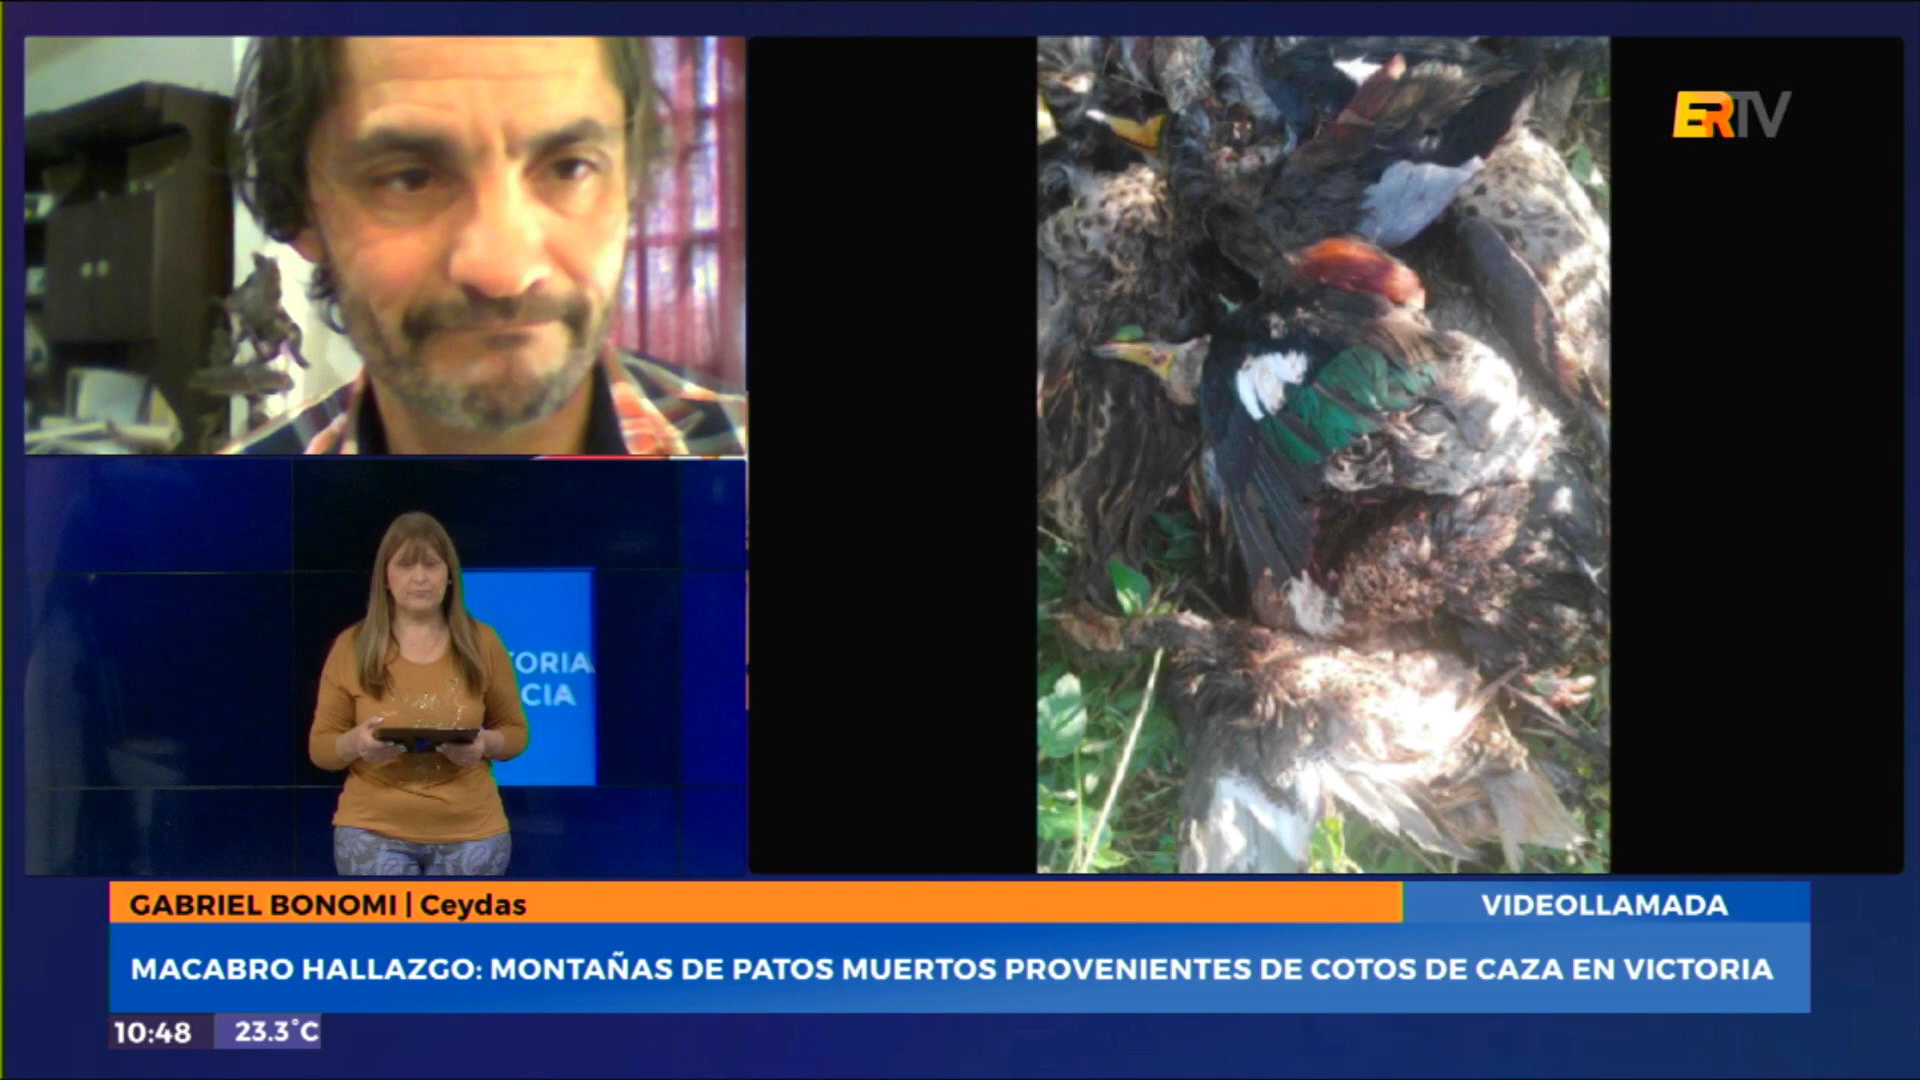 ERTV
TORIA
CIA
GABRIEL BONOMI | Ceydas
VIDEOLLAMADA
MACABRO HALLAZGO: MONTAÑAS DE PATOS MUERTOS PROVENIENTES DE COTOS DE CAZA EN VICTORIA
10:48
23.3°C